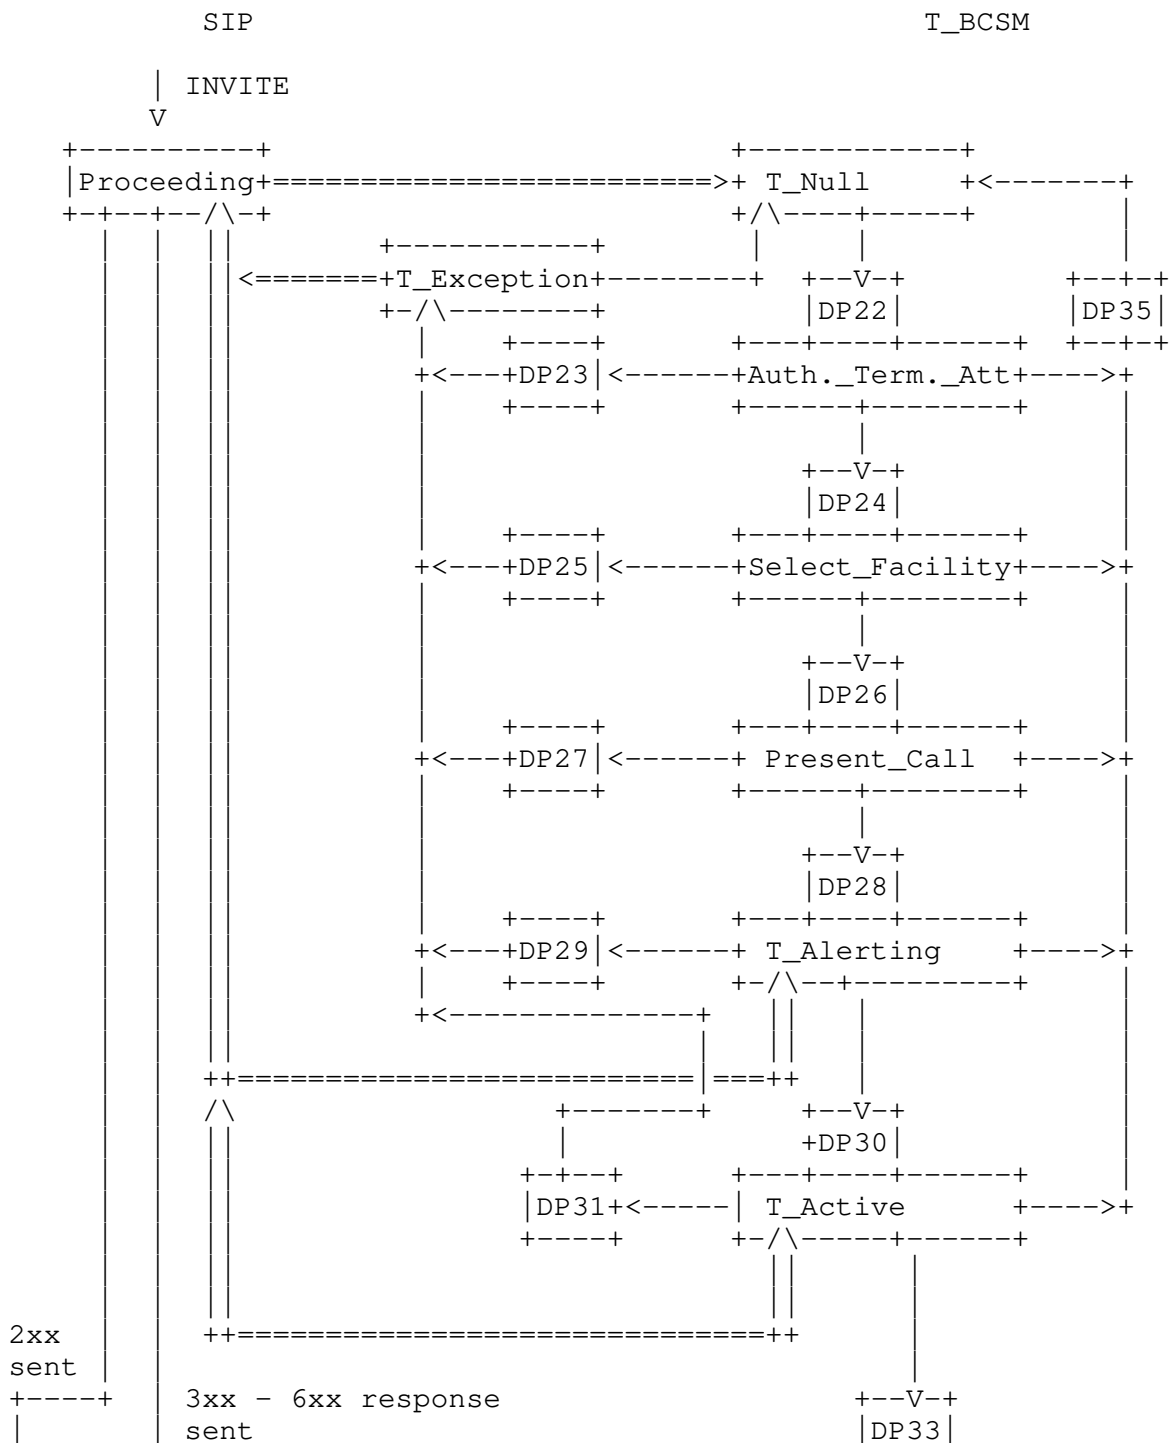 SIP T_BCSM
INVITE
Proceeding T_Null
T_Exception
DP22 DP35
DP23 Auth._Term._Att
DP24
DP25 Select_Facility
DP26
DP27 Present_Call
DP28
DP29 T_Alerting
DP30
DP31 T_Active
2xx
sent
3xx - 6xx response
sent DP33